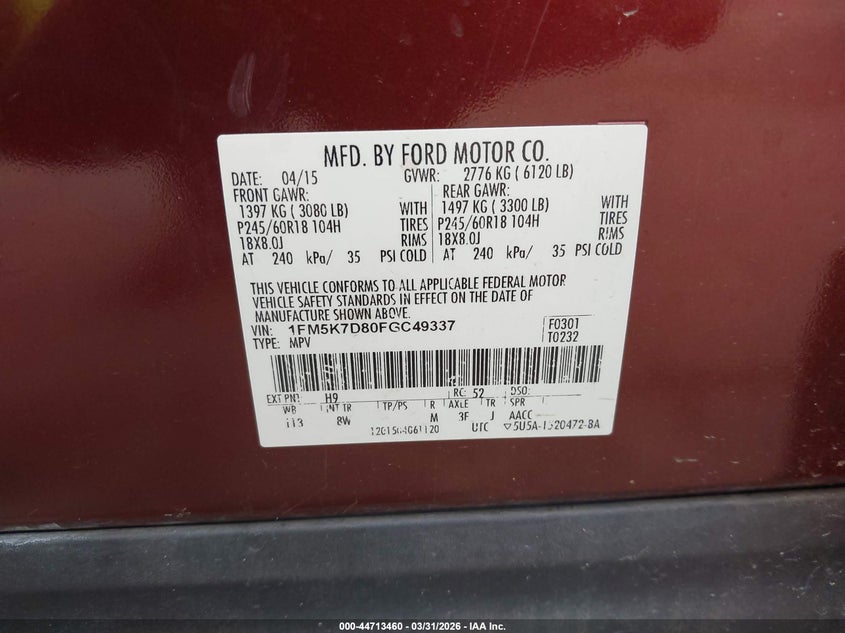 MFD. BY FORD MOTOR CO.
DATE: 04/15 GVWR: 2776 KG ( 6120 LB)
FRONT GAWR: REAR GAWR:
1397 KG ( 3080 LB) WITH 1497 KG ( 3300 LB) WITH
P245/60R18 104H TIRES P245/60R18 104H TIRES
18X8.0J RIMS 18X8.0J RIMS
AT 240 kPa/ 35 PSI COLD AT 240 kPa/ 35 PSI COLD
THIS VEHICLE CONFORMS TO ALL APPLICABLE FEDERAL MOTOR
VEHICLE SAFETY STANDARDS IN EFFECT ON THE DATE OF
MANUFACTURE SHOWN ABOVE.
VIN: 1FM5K7D80FGC49337 F0301
TYPE: MPV T0232
EXT PNT: H9 RC: 52 DSO:
WB INT TR TP/PS R AXLE TR SPR
113 8W M 3F J AACC
UTC ▽5U5A-1520472-BA
000-44713460 - 03/31/2026 - IAA Inc.